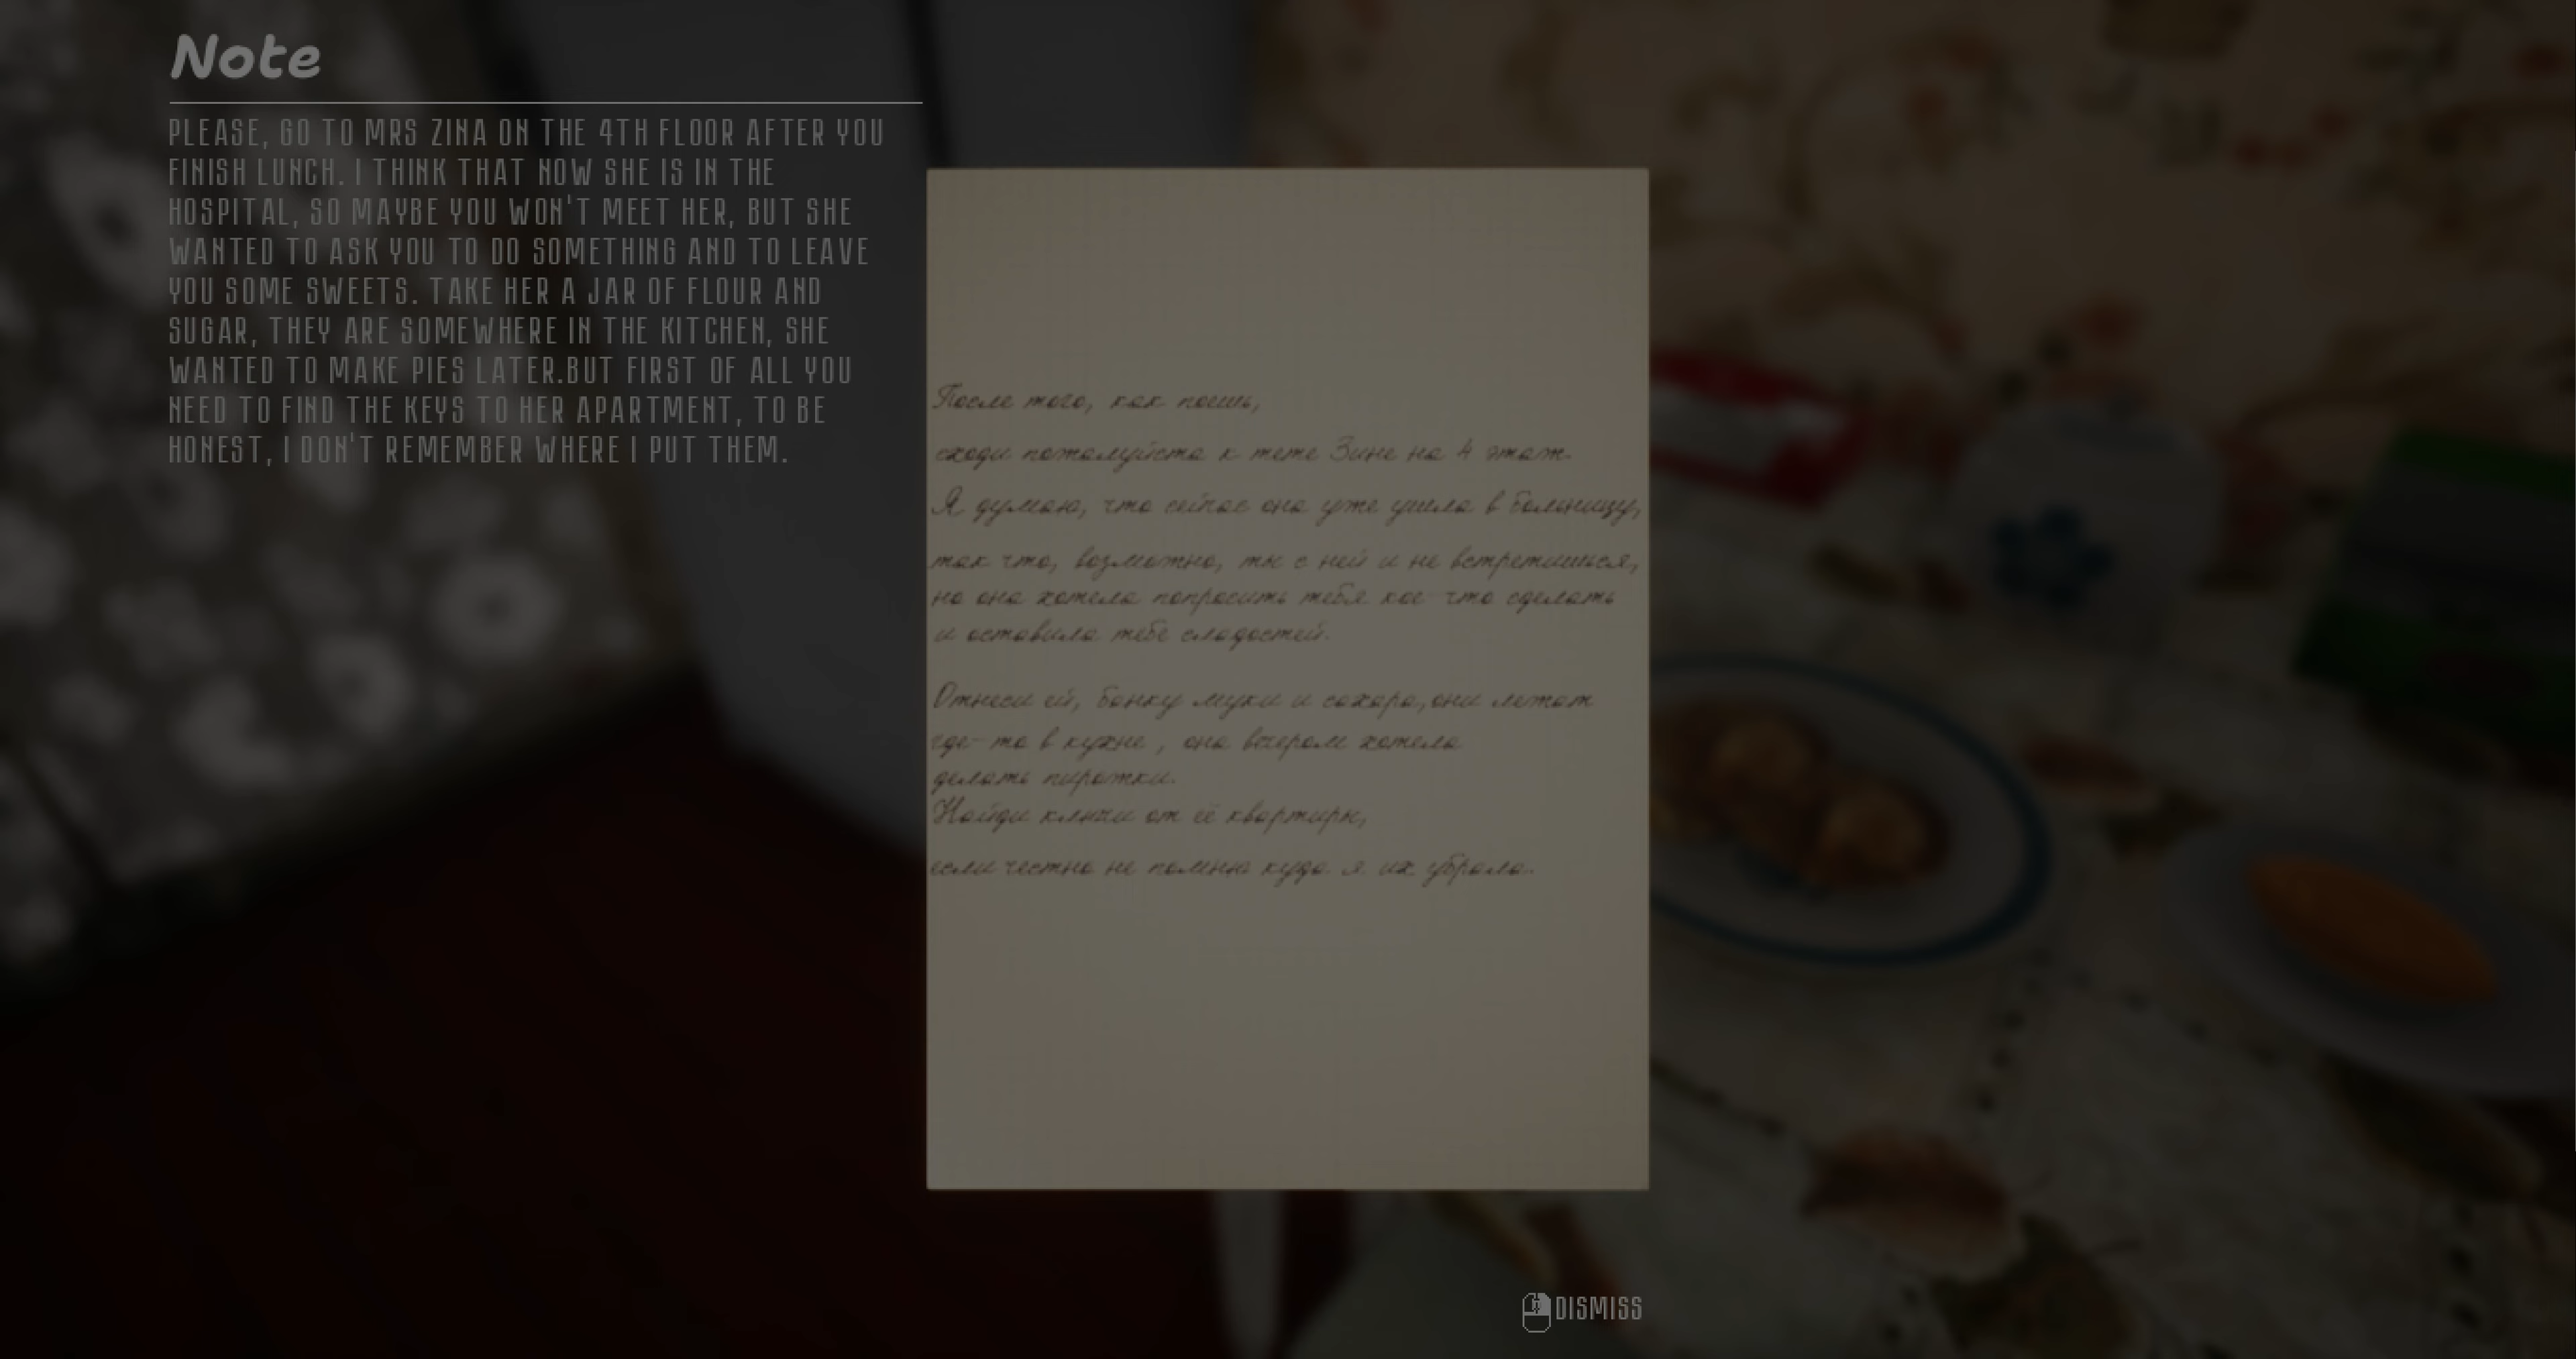 Note
PLEASE, GO TO MRS ZINA ON THE 4TH FLOOR AFTER YOU
FINISH LUNCH. I THINK THAT NOW SHE IS IN THE
HOSPITAL, SO MAYBE YOU WON'T MEET HER, BUT SHE
WANTED TO ASK YOU TO DO SOMETHING AND TO LEAVE
YOU SOME SWEETS. TAKE HER A JAR OF FLOUR AND
SUGAR, THEY ARE SOMEWHERE IN THE KITCHEN, SHE
WANTED TO MAKE PIES LATER.BUT FIRST OF ALL YOU
NEED TO FIND THE KEYS TO HER APARTMENT, TO BE
HONEST, I DON'T REMEMBER WHERE I PUT THEM.
После того, как поешь,
сходи пожалуйста к тете Зине на 4 этаж.
Я думаю, что сейчас она уже ушла в больницу,
так что, возможно, ты с ней и не встретишься,
но она хотела попросить тебя кое-что сделать
и оставила тебе сладостей.
Отнеси ей, банку муки и сахара, они лежат
где-то в кухне , она вечером хотела
делать пирожки.
Найди ключи от её квартиры,
если честно не помню куда я их убрала.
DISMISS